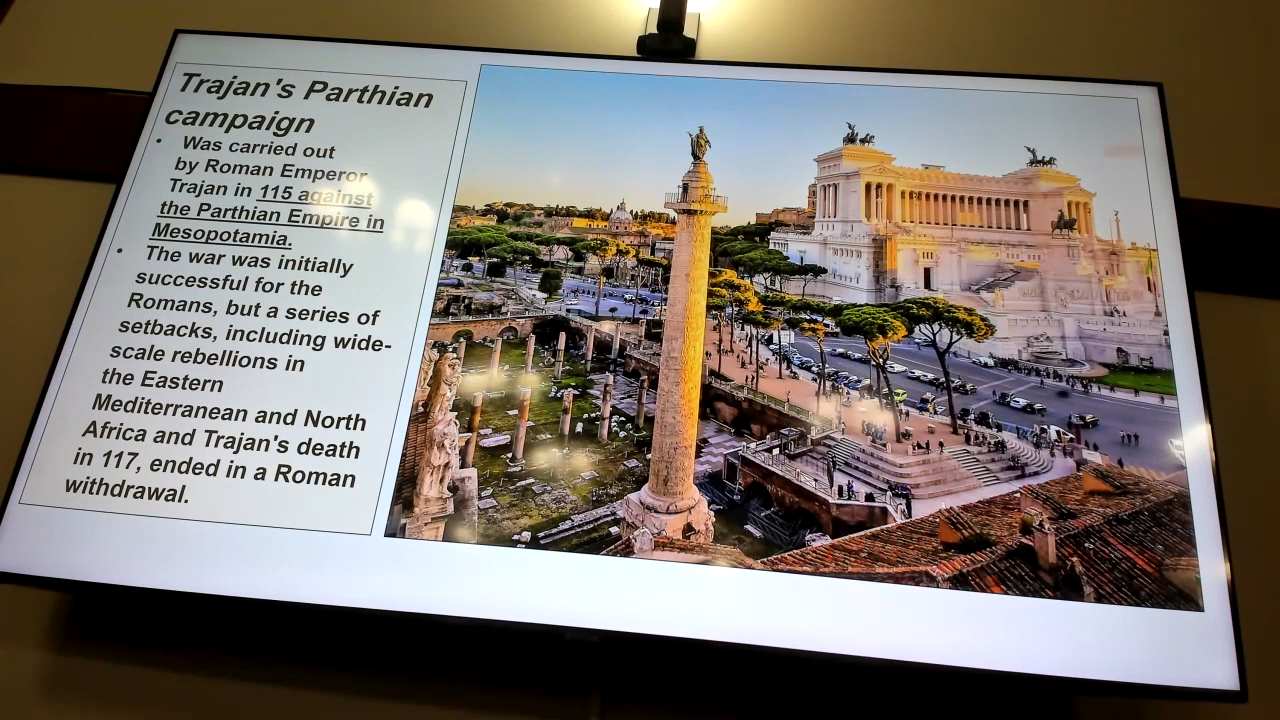 Trajan's Parthian
campaign
• Was carried out
by Roman Emperor
Trajan in 115 against
the Parthian Empire in
Mesopotamia.
• The war was initially
successful for the
Romans, but a series of
setbacks, including wide-
scale rebellions in
the Eastern
Mediterranean and North
Africa and Trajan's death
in 117, ended in a Roman
withdrawal.